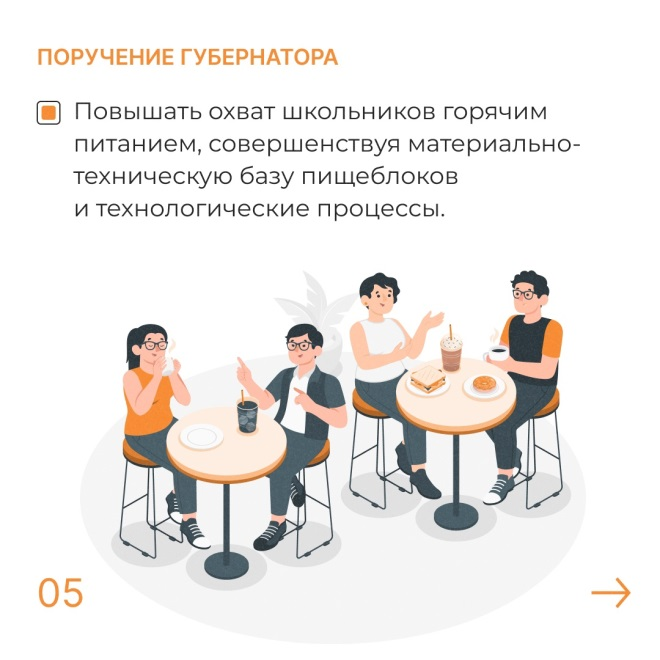 ПОРУЧЕНИЕ ГУБЕРНАТОРА
Повышать охват школьников горячим
питанием, совершенствуя материально-
техническую базу пищеблоков
и технологические процессы.
05